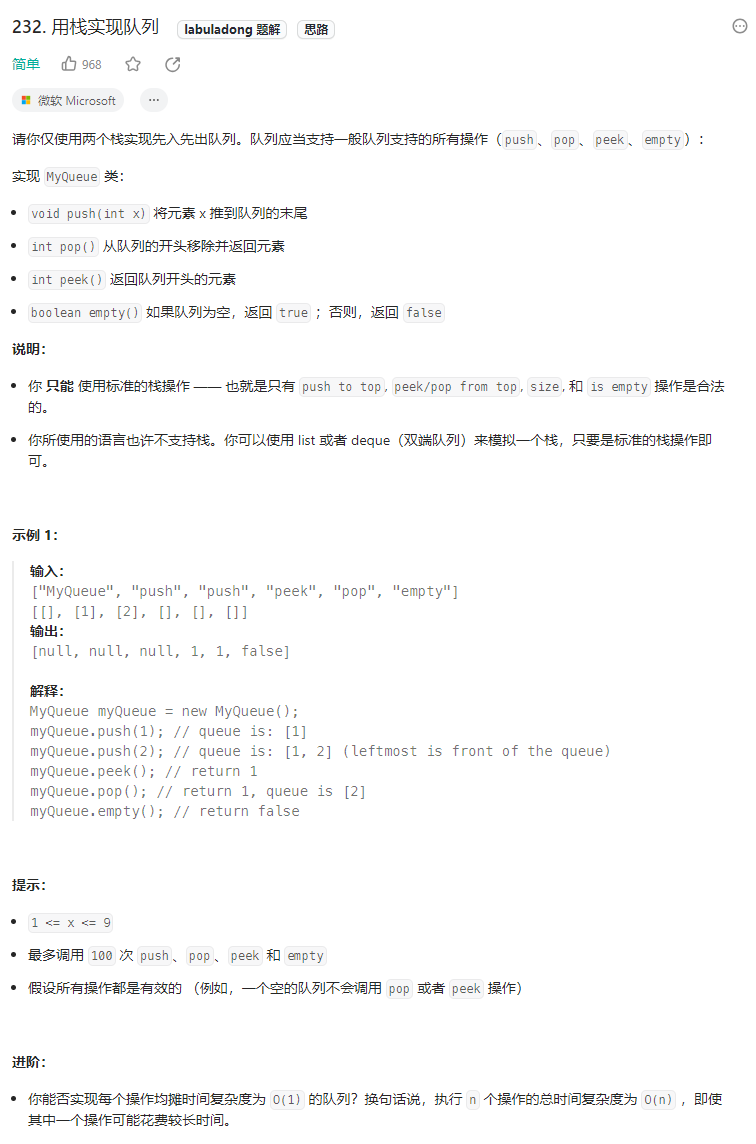 232. 用栈实现队列 labuladong 题解 思路
简单 968
微软 Microsoft ...
请你仅使用两个栈实现先入先出队列。队列应当支持一般队列支持的所有操作（push、pop、peek、empty）：
实现 MyQueue 类：
• void push(int x) 将元素 x 推到队列的末尾
• int pop() 从队列的开头移除并返回元素
• int peek() 返回队列开头的元素
• boolean empty() 如果队列为空，返回 true ；否则，返回 false
说明：
• 你 只能 使用标准的栈操作 —— 也就是只有 push to top, peek/pop from top, size, 和 is empty 操作是合法
的。
• 你所使用的语言也许不支持栈。你可以使用 list 或者 deque（双端队列）来模拟一个栈，只要是标准的栈操作即
可。
示例 1：
输入：
["MyQueue", "push", "push", "peek", "pop", "empty"]
[[], [1], [2], [], [], []]
输出：
[null, null, null, 1, 1, false]
解释：
MyQueue myQueue = new MyQueue();
myQueue.push(1); // queue is: [1]
myQueue.push(2); // queue is: [1, 2] (leftmost is front of the queue)
myQueue.peek(); // return 1
myQueue.pop(); // return 1, queue is [2]
myQueue.empty(); // return false
提示：
• 1 <= x <= 9
• 最多调用 100 次 push、pop、peek 和 empty
• 假设所有操作都是有效的 （例如，一个空的队列不会调用 pop 或者 peek 操作）
进阶：
• 你能否实现每个操作均摊时间复杂度为 O(1) 的队列？换句话说，执行 n 个操作的总时间复杂度为 O(n) ，即使
其中一个操作可能花费较长时间。